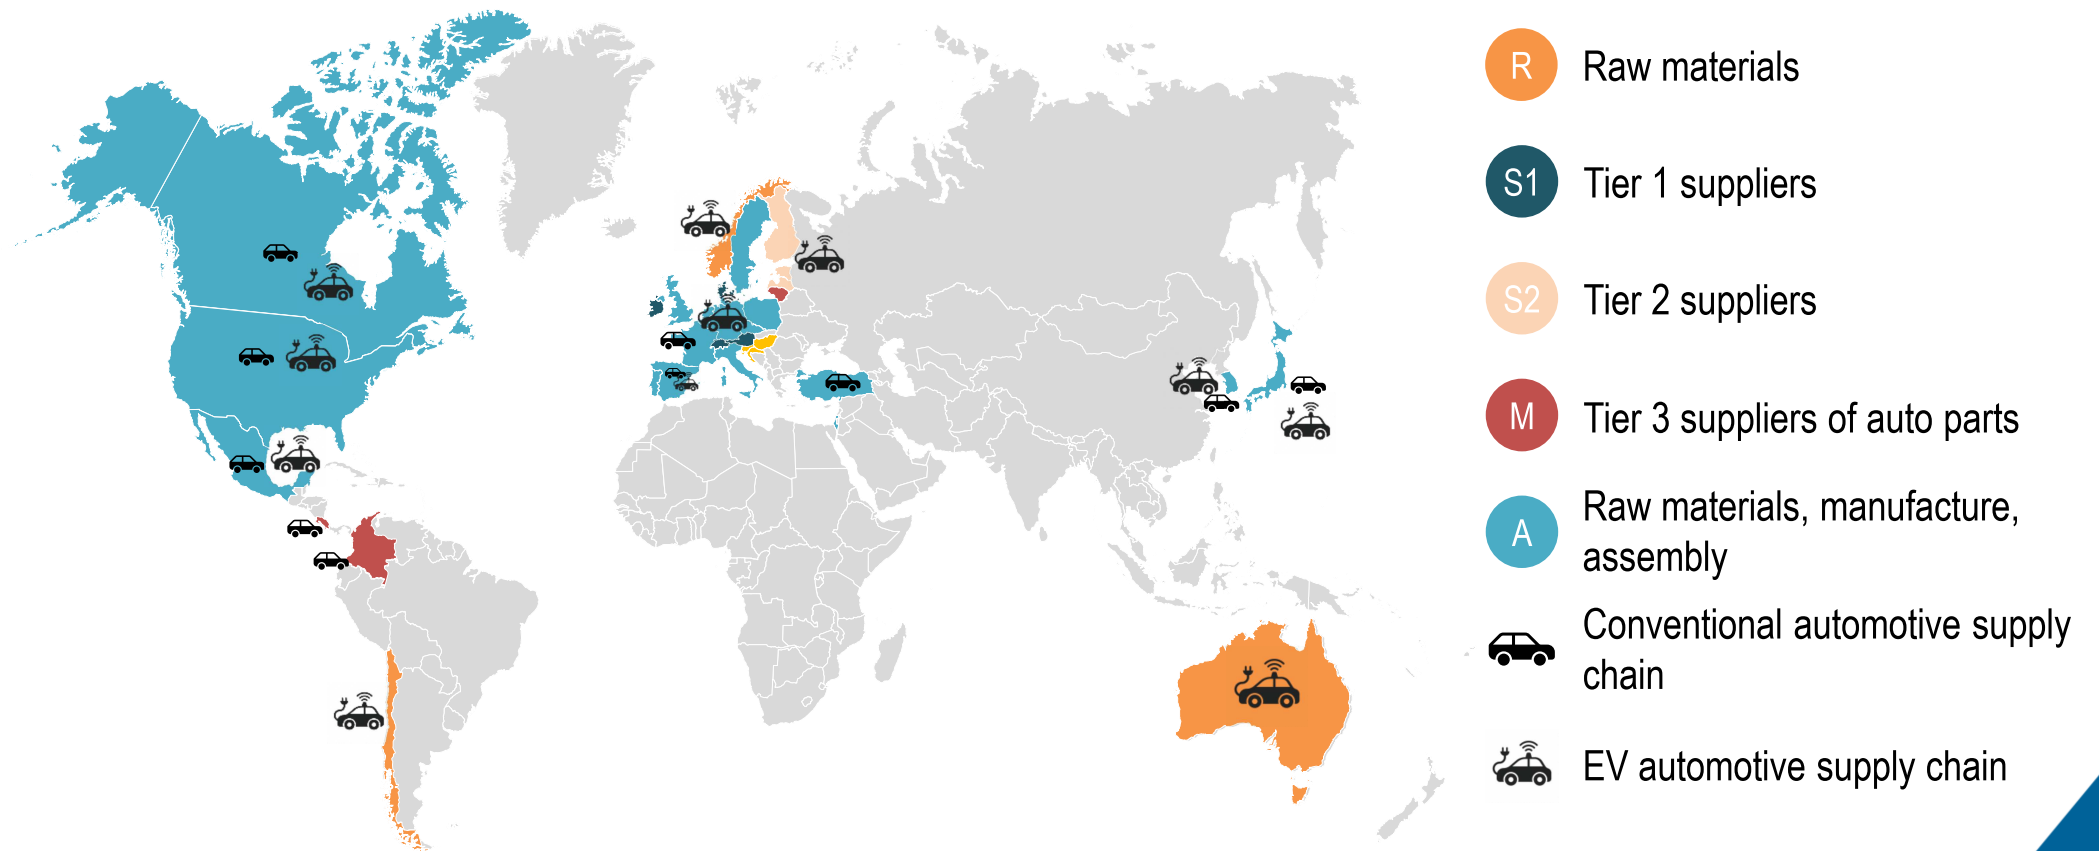 R Raw materials
S1 Tier 1 suppliers
S2 Tier 2 suppliers
M Tier 3 suppliers of auto parts
A Raw materials, manufacture,
assembly
Conventional automotive supply
chain
EV automotive supply chain